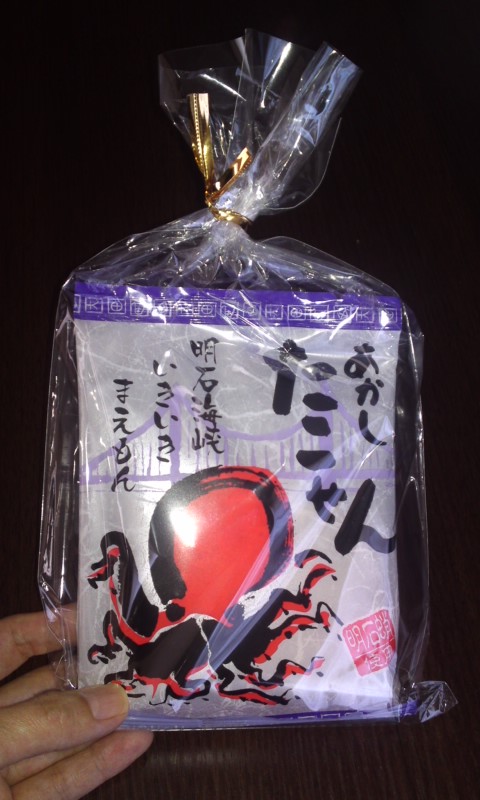 あかし
たこせん
明石海峡
いきいき
まえもん